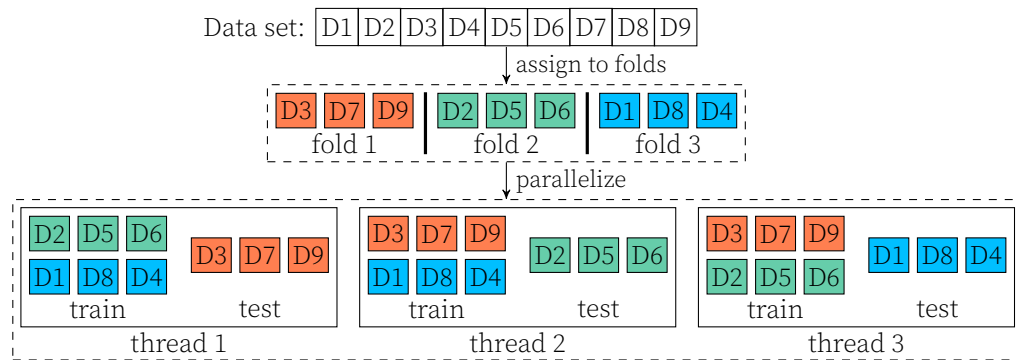 Data set: D1 D2 D3 D4 D5 D6 D7 D8 D9
assign to folds
D3 D7 D9 D2 D5 D6 D1 D8 D4
fold 1 fold 2 fold 3
parallelize
D2 D5 D6 D3 D7 D9 D3 D7 D9
D3 D7 D9 D2 D5 D6 D1 D8 D4
D1 D8 D4 D1 D8 D4 D2 D5 D6
train test train test train test
thread 1 thread 2 thread 3